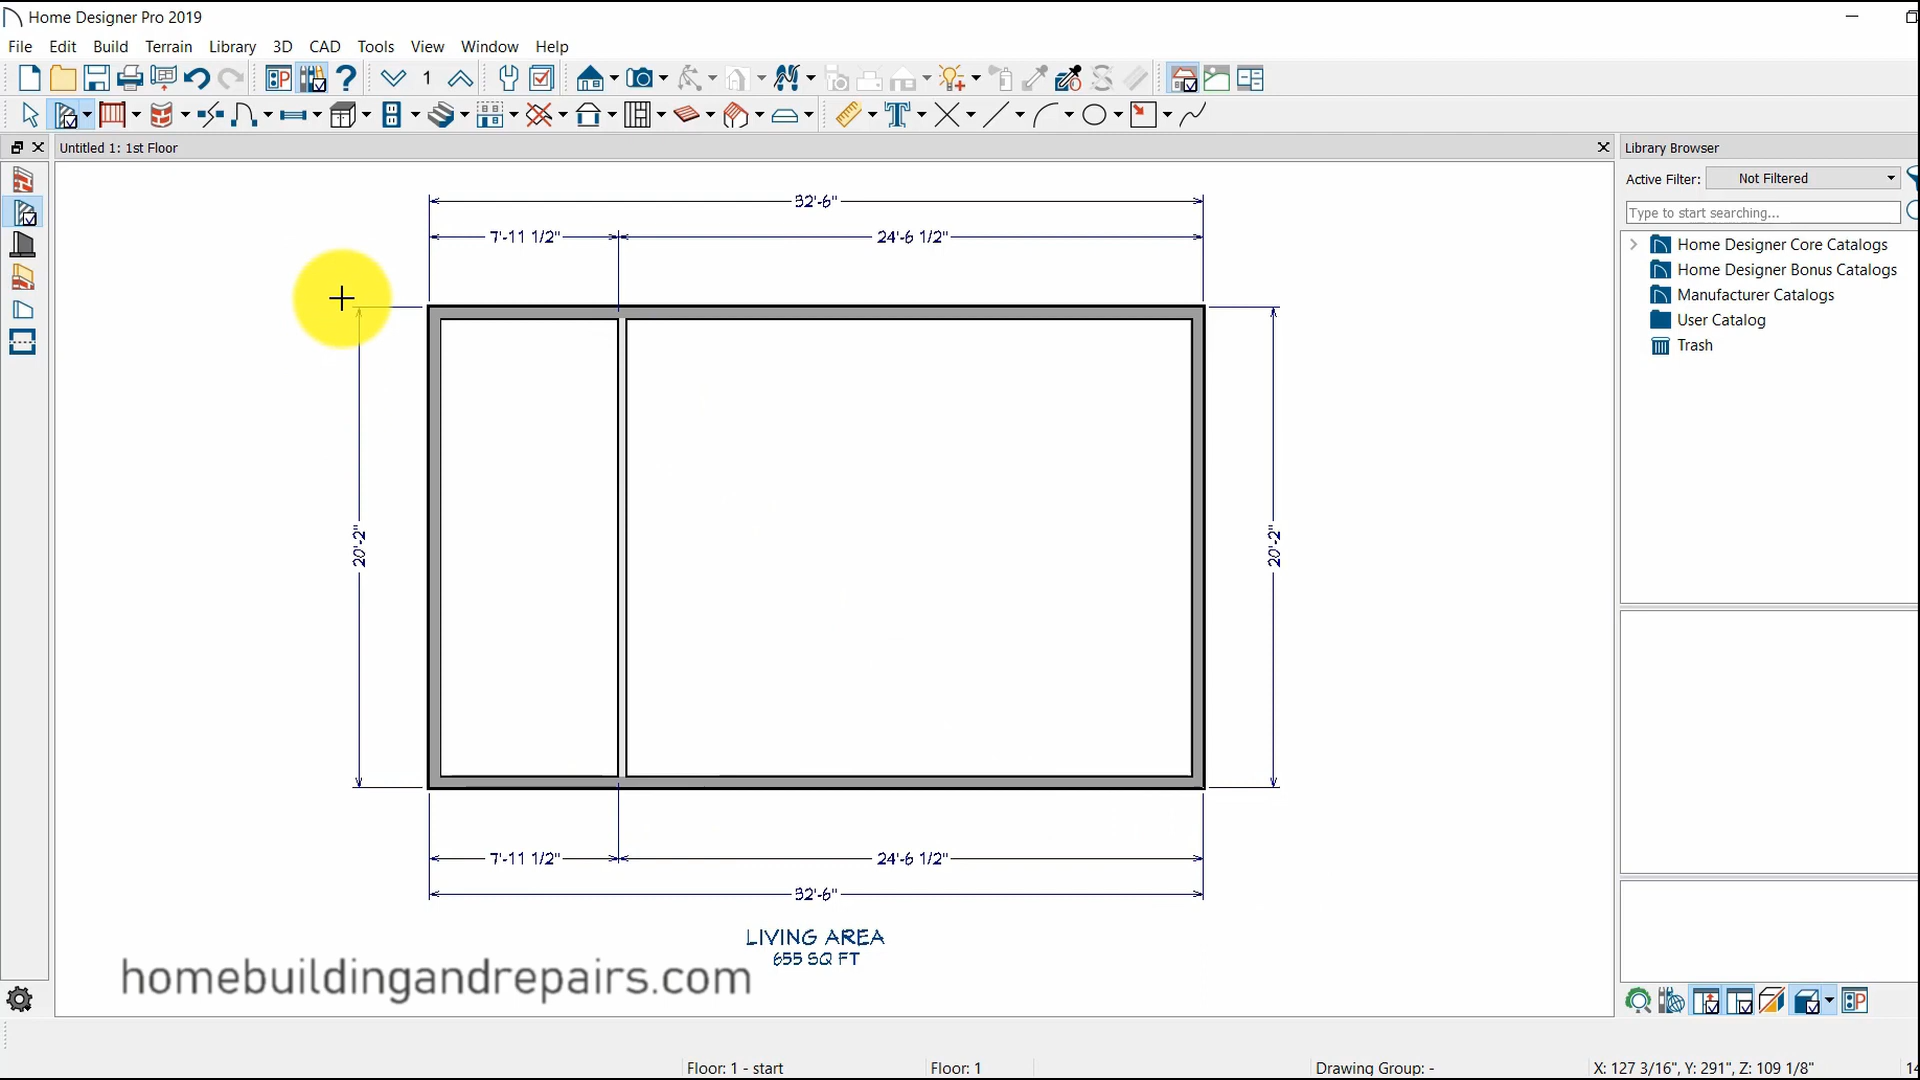 Home Designer Pro 2019
File Edit Build Terrain Library 3D CAD Tools View Window Help
1
Untitled 1: 1st Floor
Library Browser
Active Filter: Not Filtered
Type to start searching...
Home Designer Core Catalogs
Home Designer Bonus Catalogs
Manufacturer Catalogs
User Catalog
Trash
32'-6"
7'-11 1/2" 24'-6 1/2"
20'-2" 20'-2"
7'-11 1/2" 24'-6 1/2"
32'-6"
LIVING AREA
655 SQ FT
homebuildingandrepairs.com
Floor: 1 - start Floor: 1 Drawing Group: - X: 127 3/16", Y: 291", Z: 109 1/8"